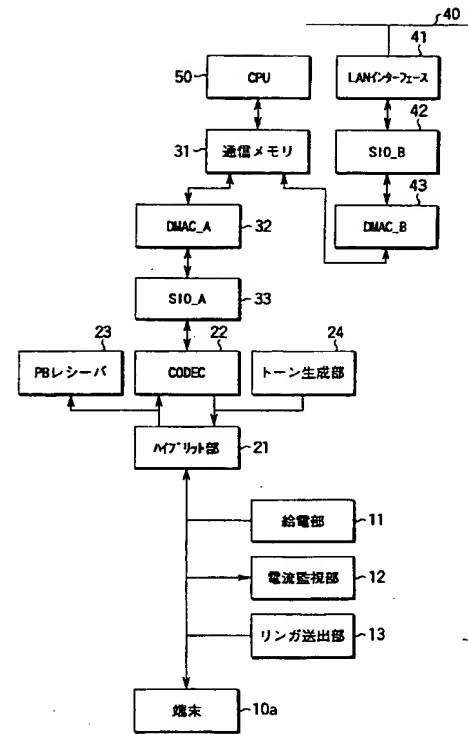 40
41
50
CPU
LANインターフェース
42
31
通信メモリ
SIO_B
43
DMAC_A
32
DMAC_B
SIO_A
33
23
22
24
PBレシーバ
CODEC
トーン生成部
ハイブリット部
21
給電部
11
電流監視部
12
リンガ送出部
13
端末
10a